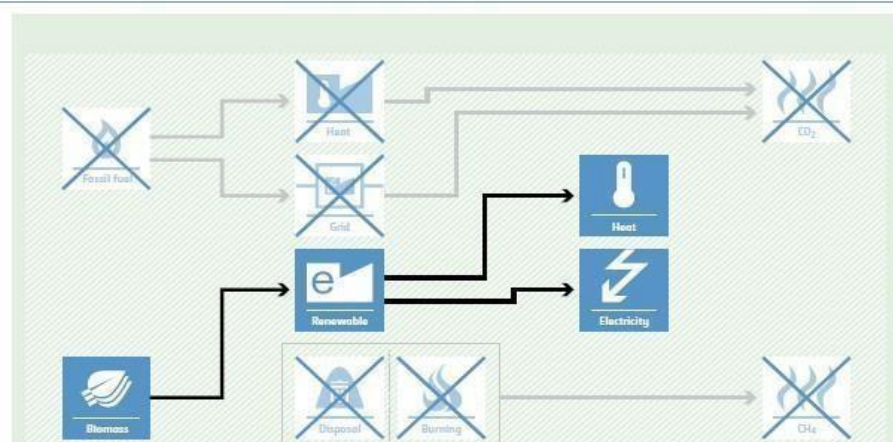 Heat
CO₂
Fossil fuel
Grid
Heat
e
Renewable
Electricity
Biomass
Disposal
Burning
CH₄